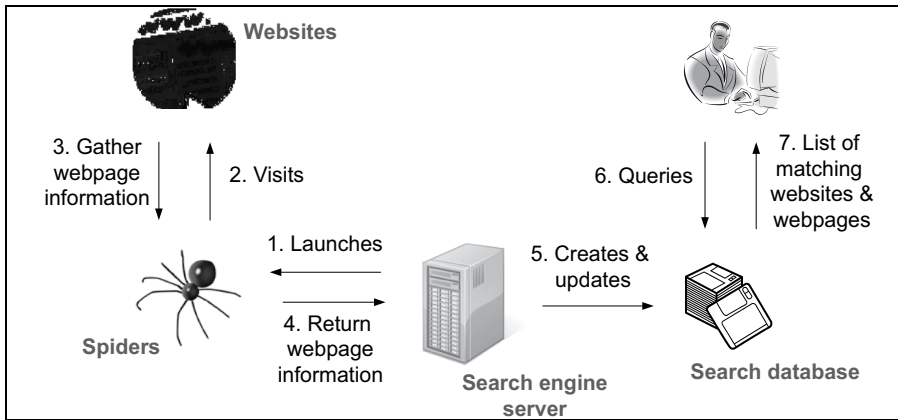 WWW
Websites
3. Gather
webpage
information
2. Visits
6. Queries
7. List of
matching
websites &
webpages
1. Launches
5. Creates &
updates
4. Return
webpage
information
Spiders
Search engine
server
Search database